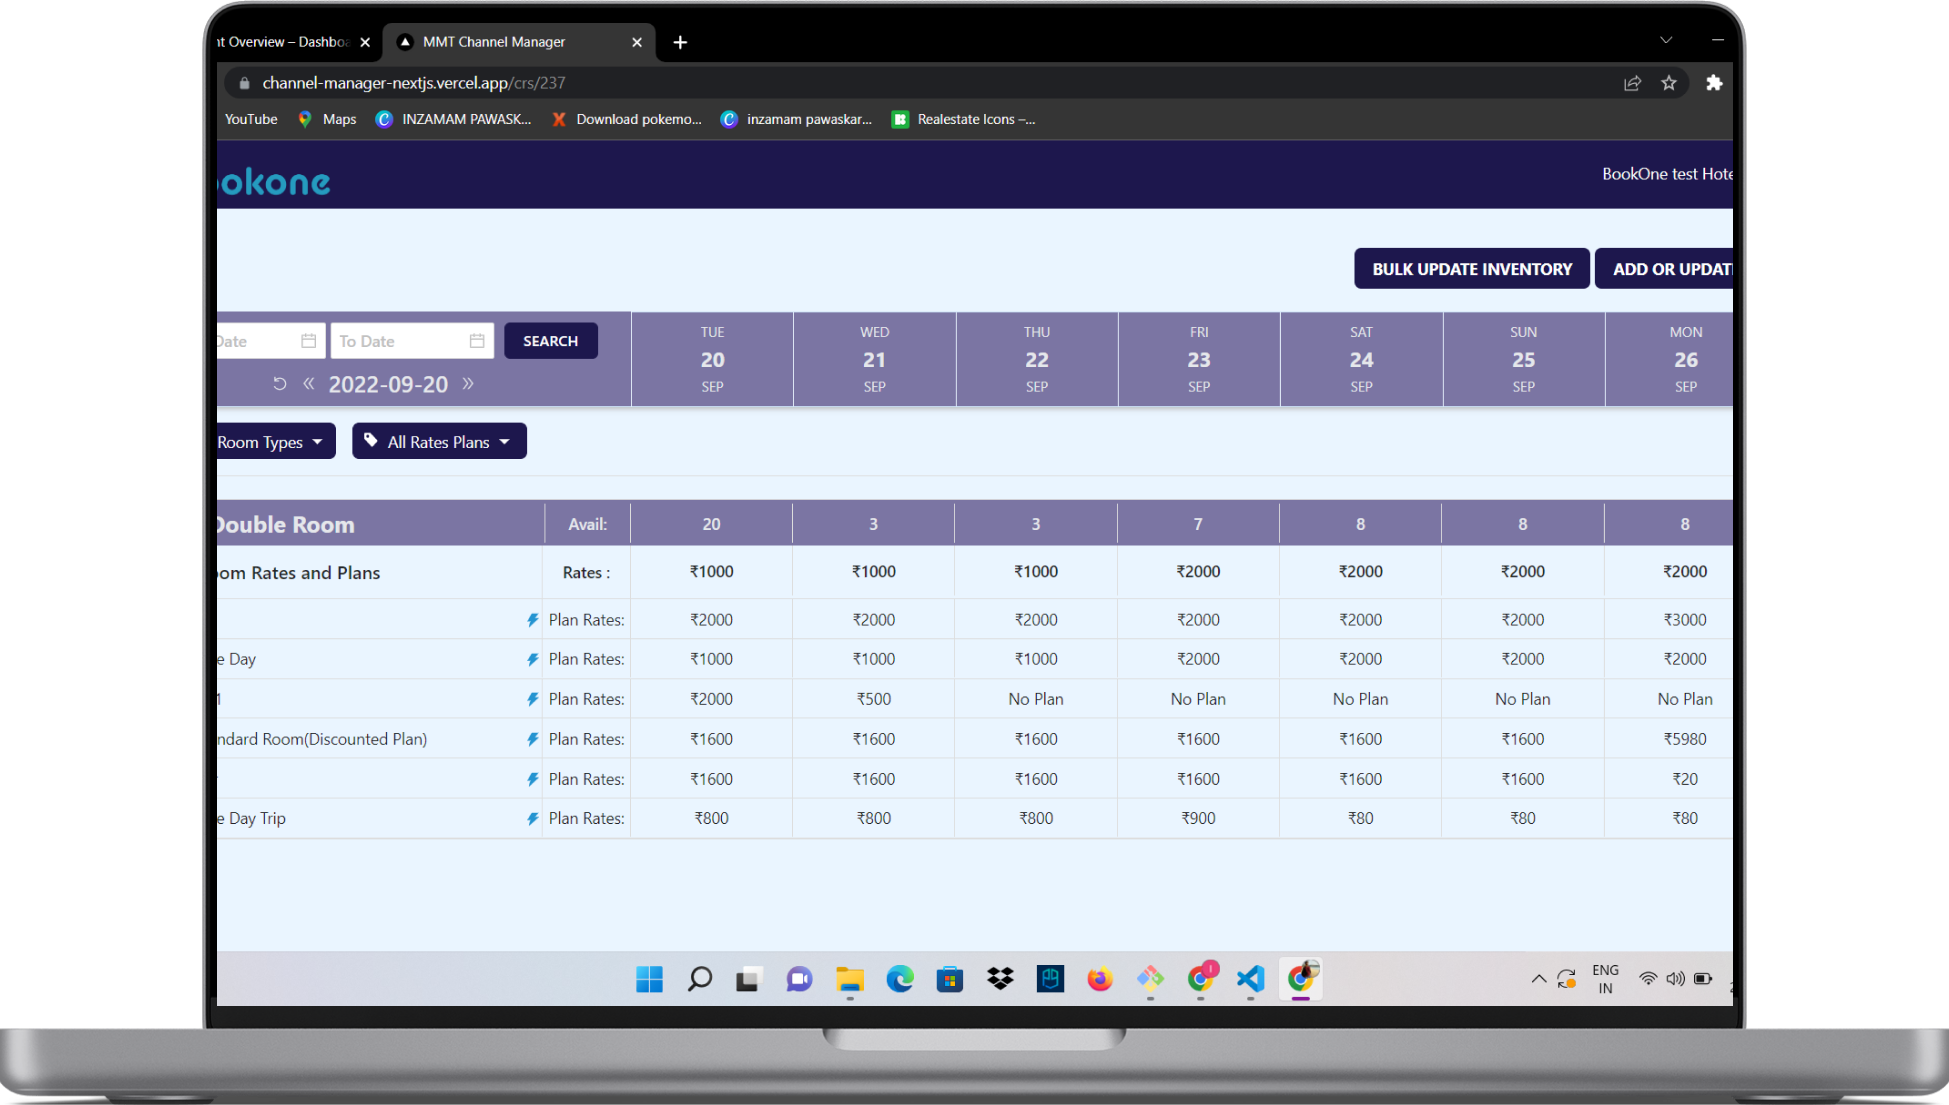 nt Overview – Dashboa
MMT Channel Manager
channel-manager-nextjs.vercel.app/crs/237
YouTube Maps INZAMAM PAWASK... Download pokemo... inzamam pawaskar... Realestate Icons –...
ookone
BookOne test Hote
BULK UPDATE INVENTORY ADD OR UPDAT
Date To Date SEARCH
2022-09-20
TUE WED THU FRI SAT SUN MON
20 21 22 23 24 25 26
SEP SEP SEP SEP SEP SEP SEP
Room Types All Rates Plans
Double Room Avail: 20 3 3 7 8 8 8
om Rates and Plans Rates : ₹1000 ₹1000 ₹1000 ₹2000 ₹2000 ₹2000 ₹2000
Plan Rates: ₹2000 ₹2000 ₹2000 ₹2000 ₹2000 ₹2000 ₹3000
e Day Plan Rates: ₹1000 ₹1000 ₹1000 ₹2000 ₹2000 ₹2000 ₹2000
1 Plan Rates: ₹2000 ₹500 No Plan No Plan No Plan No Plan No Plan
ndard Room(Discounted Plan) Plan Rates: ₹1600 ₹1600 ₹1600 ₹1600 ₹1600 ₹1600 ₹5980
Plan Rates: ₹1600 ₹1600 ₹1600 ₹1600 ₹1600 ₹1600 ₹20
e Day Trip Plan Rates: ₹800 ₹800 ₹800 ₹900 ₹80 ₹80 ₹80
ENG
IN